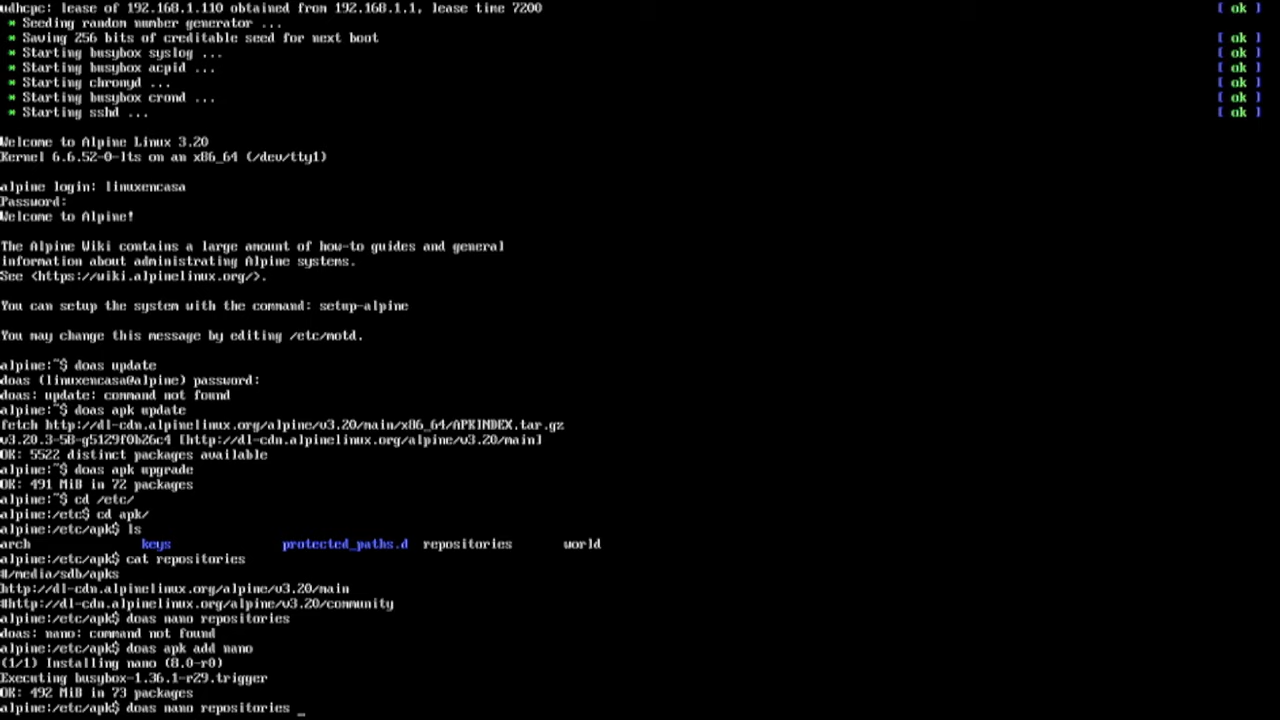 udhcpc: lease of 192.168.1.110 obtained from 192.168.1.1, lease time 7200 [ ok ]
* Seeding random number generator ...
* Saving 256 bits of creditable seed for next boot [ ok ]
* Starting busybox syslog ... [ ok ]
* Starting busybox acpid ... [ ok ]
* Starting chronyd ... [ ok ]
* Starting busybox crond ... [ ok ]
* Starting sshd ... [ ok ]
Welcome to Alpine Linux 3.20
Kernel 6.6.52-0-lts on an x86_64 (/dev/tty1)
alpine login: linuxencasa
Password:
Welcome to Alpine!
The Alpine Wiki contains a large amount of how-to guides and general
information about administrating Alpine systems.
See <https://wiki.alpinelinux.org/>.
You can setup the system with the command: setup-alpine
You may change this message by editing /etc/motd.
alpine:~$ doas update
doas (linuxencasa@alpine) password:
doas: update: command not found
alpine:~$ doas apk update
fetch http://dl-cdn.alpinelinux.org/alpine/v3.20/main/x86_64/APKINDEX.tar.gz
v3.20.3-58-g5129f0b26c4 [http://dl-cdn.alpinelinux.org/alpine/v3.20/main]
OK: 5522 distinct packages available
alpine:~$ doas apk upgrade
OK: 491 MiB in 72 packages
alpine:~$ cd /etc/
alpine:/etc$ cd apk/
alpine:/etc/apk$ ls
arch keys protected_paths.d repositories world
alpine:/etc/apk$ cat repositories
#/media/sdb/apks
http://dl-cdn.alpinelinux.org/alpine/v3.20/main
#http://dl-cdn.alpinelinux.org/alpine/v3.20/community
alpine:/etc/apk$ doas nano repositories
doas: nano: command not found
alpine:/etc/apk$ doas apk add nano
(1/1) Installing nano (8.0-r0)
Executing busybox-1.36.1-r29.trigger
OK: 492 MiB in 73 packages
alpine:/etc/apk$ doas nano repositories _